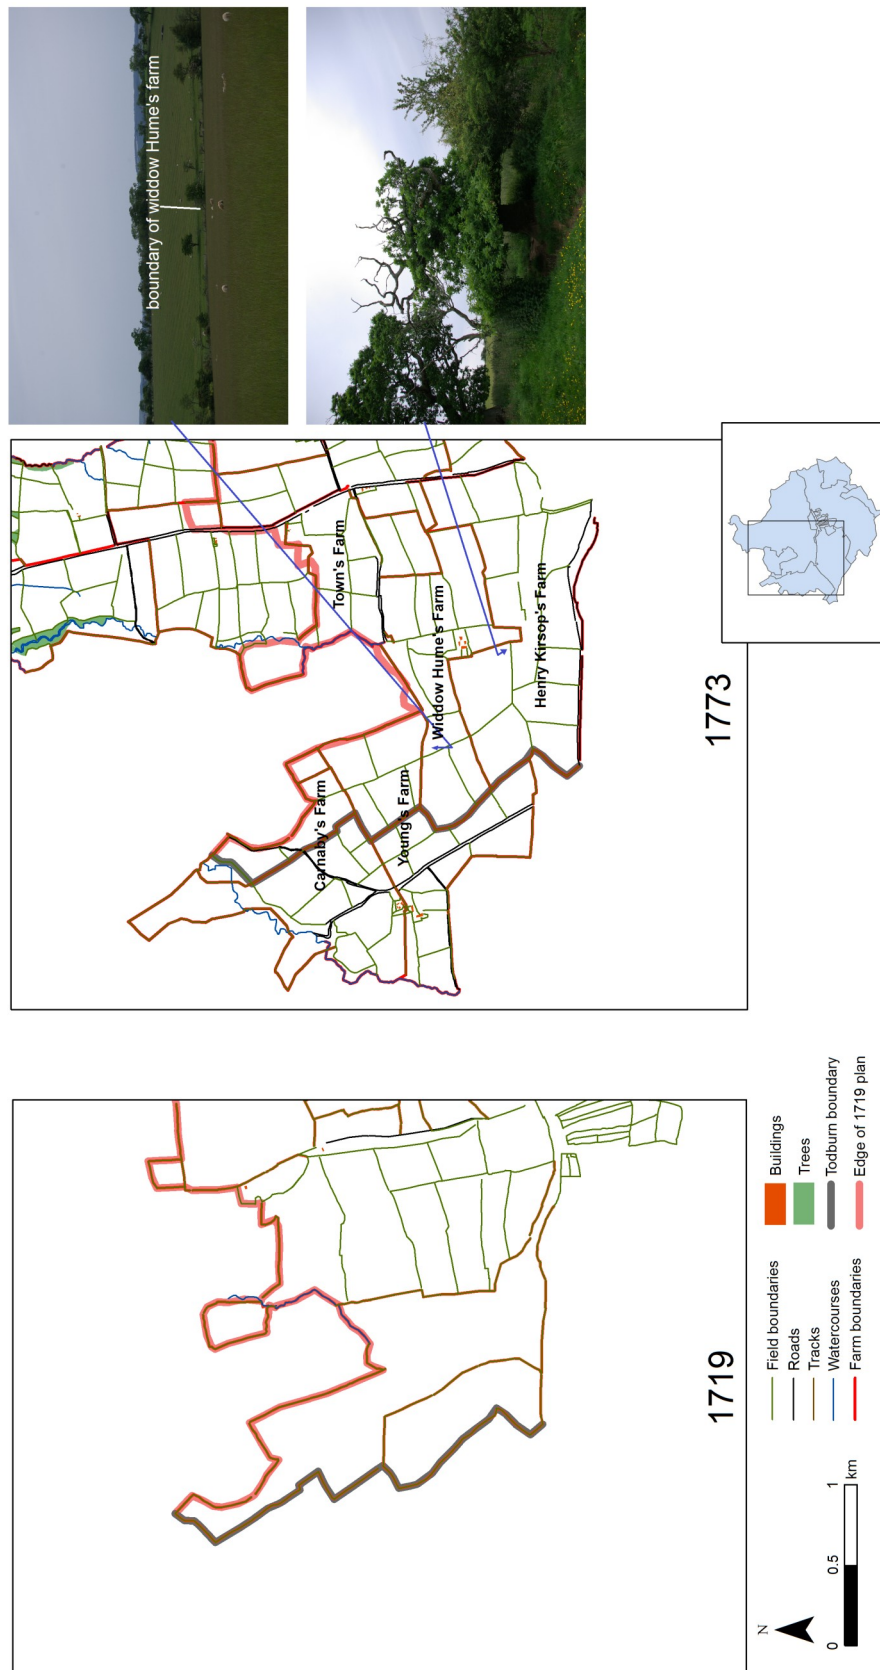 boundary of widdow Hume's farm
1719
1773
Carnaby's Farm
Young's Farm
Widdow Hume's Farm
Town's Farm
Henry Kirsop's Farm
N
0
0.5
1
km
Field boundaries
Roads
Tracks
Watercourses
Farm boundaries
Buildings
Trees
Todburn boundary
Edge of 1719 plan